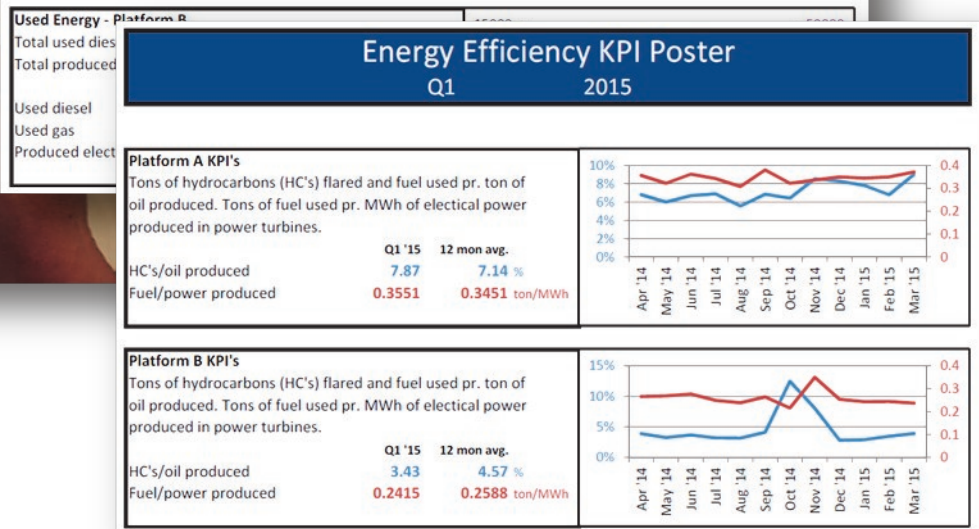 Used Energy - Platform B
Total used dies
Total produced
Used diesel
Used gas
Produced elect
Energy Efficiency KPI Poster
Q1 2015
Platform A KPI's
Tons of hydrocarbons (HC's) flared and fuel used pr. ton of
oil produced. Tons of fuel used pr. MWh of electical power
produced in power turbines.
Q1 '15 12 mon avg.
HC's/oil produced 7.87 7.14 %
Fuel/power produced 0.3551 0.3451 ton/MWh
10% 0.4
8% 0.3
6%
4% 0.2
2% 0.1
0% 0
Apr '14 May '14 Jun '14 Jul '14 Aug '14 Sep '14 Oct '14 Nov '14 Dec '14 Jan '15 Feb '15 Mar '15
Platform B KPI's
Tons of hydrocarbons (HC's) flared and fuel used pr. ton of
oil produced. Tons of fuel used pr. MWh of electical power
produced in power turbines.
Q1 '15 12 mon avg.
HC's/oil produced 3.43 4.57 %
Fuel/power produced 0.2415 0.2588 ton/MWh
15% 0.4
10% 0.3
0.2
5% 0.1
0% 0
Apr '14 May '14 Jun '14 Jul '14 Aug '14 Sep '14 Oct '14 Nov '14 Dec '14 Jan '15 Feb '15 Mar '15